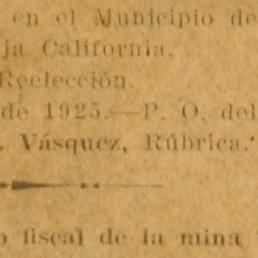 en el Municipio de
ja California.
Reelección.
de 1925.—P. O. del
. Vásquez, Rúbrica."
o fiscal de la mina